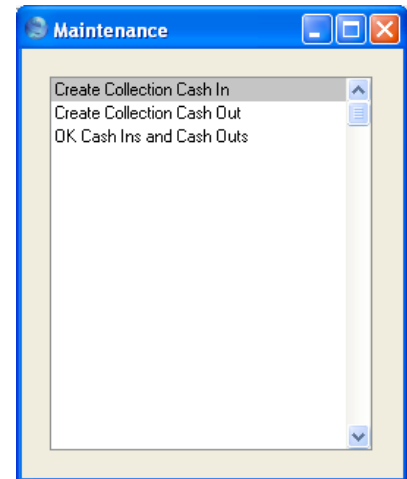 Maintenance
Create Collection Cash In
Create Collection Cash Out
OK Cash Ins and Cash Outs